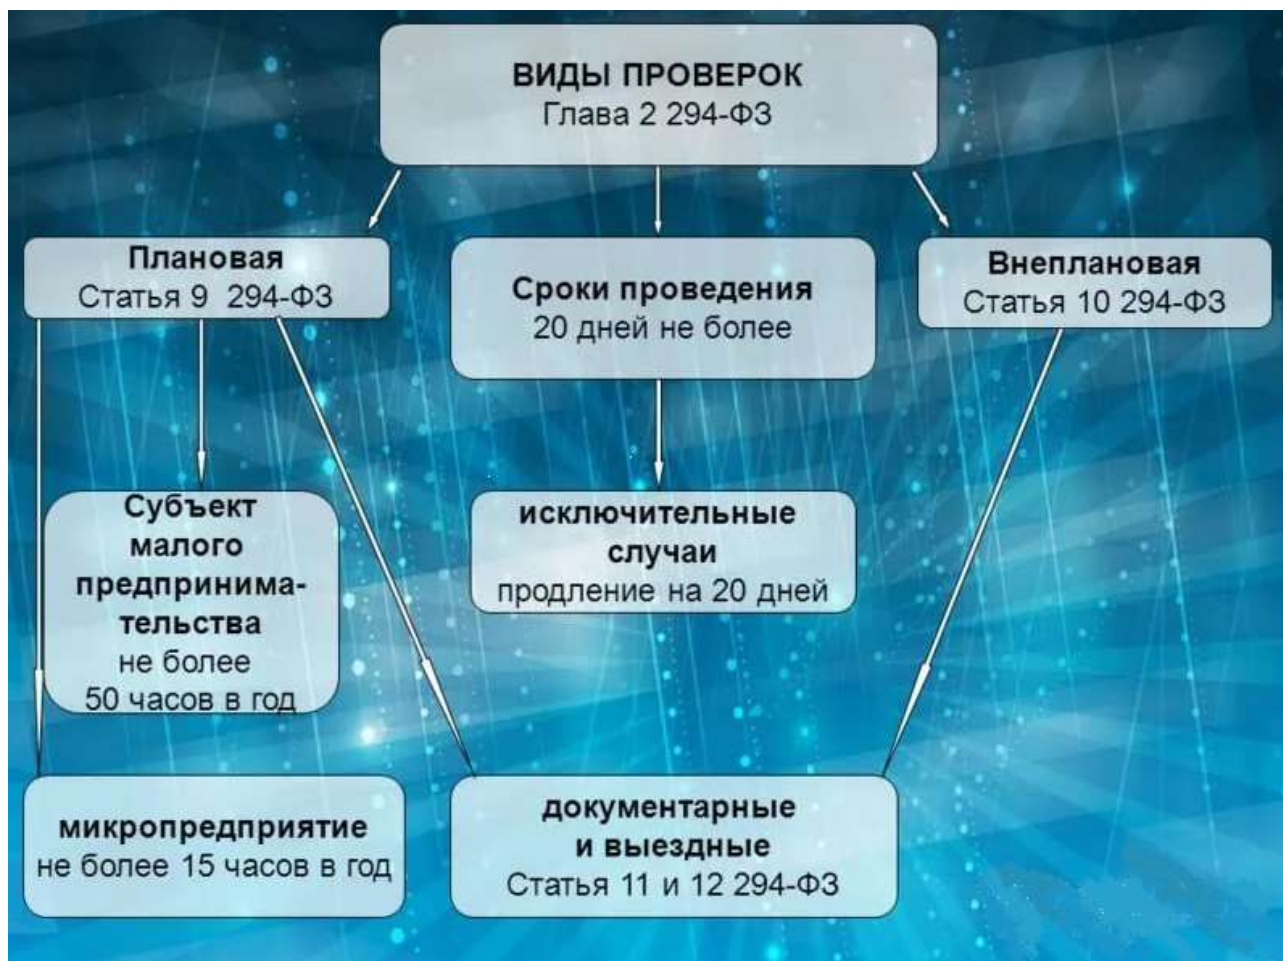 ВИДЫ ПРОВЕРОК
Глава 2 294-ФЗ
Плановая
Статья 9 294-ФЗ
Сроки проведения
20 дней не более
Внеплановая
Статья 10 294-ФЗ
Субъект
малого
предпринима-
тельства
не более
50 часов в год
исключительные
случаи
продление на 20 дней
микропредприятие
не более 15 часов в год
документарные
и выездные
Статья 11 и 12 294-ФЗ